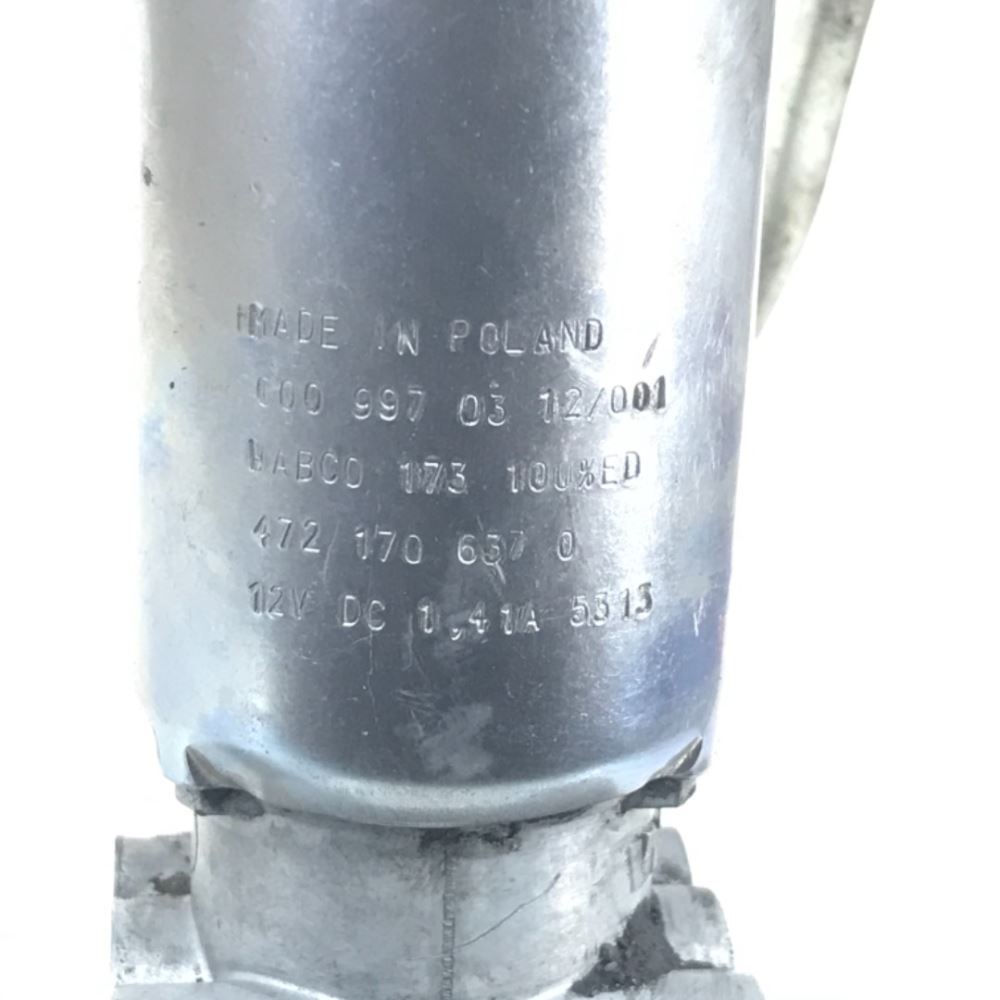 MADE IN POLAND
000 997 03 12/001
WABCO 173 100%ED
472 170 637 0
12V DC 1,41A 5313